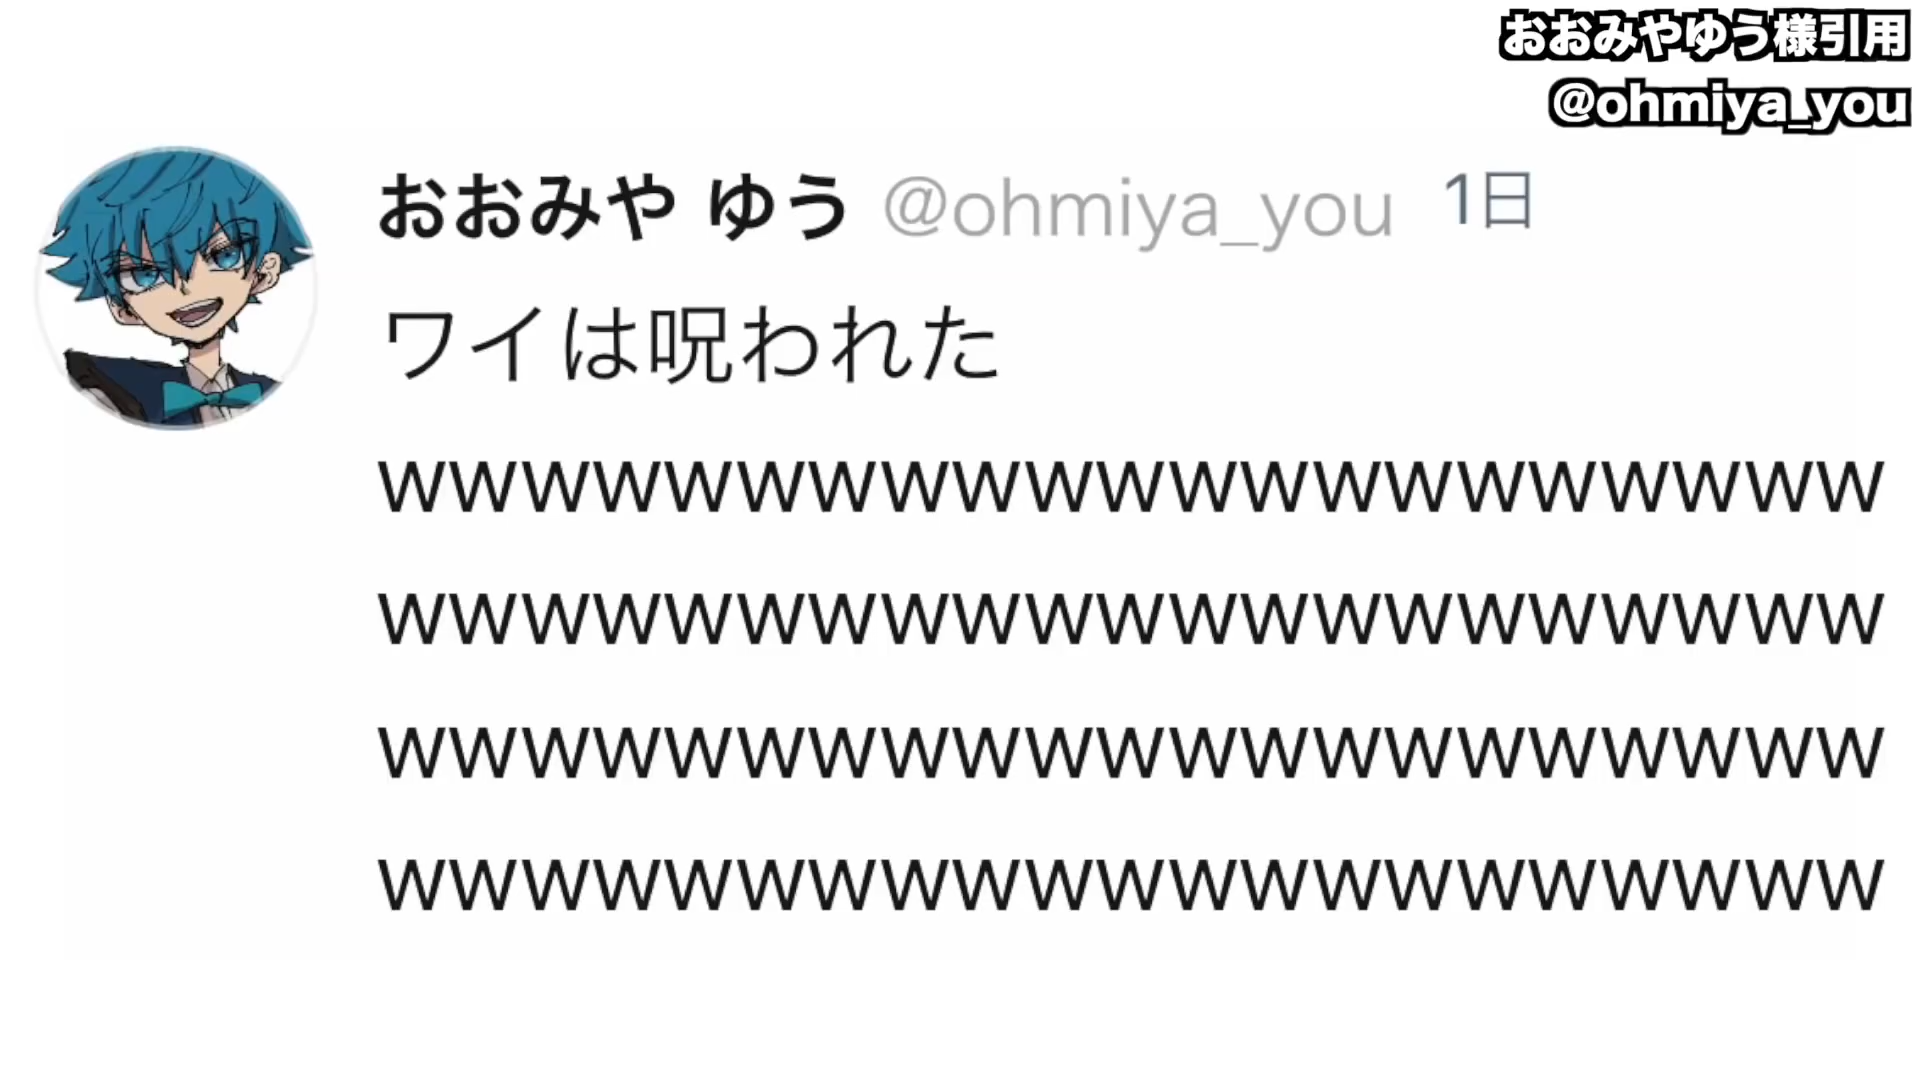 おおみやゆう様引用
@ohmiya_you
おおみや ゆう @ohmiya_you 1日
ワイは呪われた
wwwwwwwwwwwwwwwwwwwww
wwwwwwwwwwwwwwwwwwwww
wwwwwwwwwwwwwwwwwwwww
wwwwwwwwwwwwwwwwwwwww